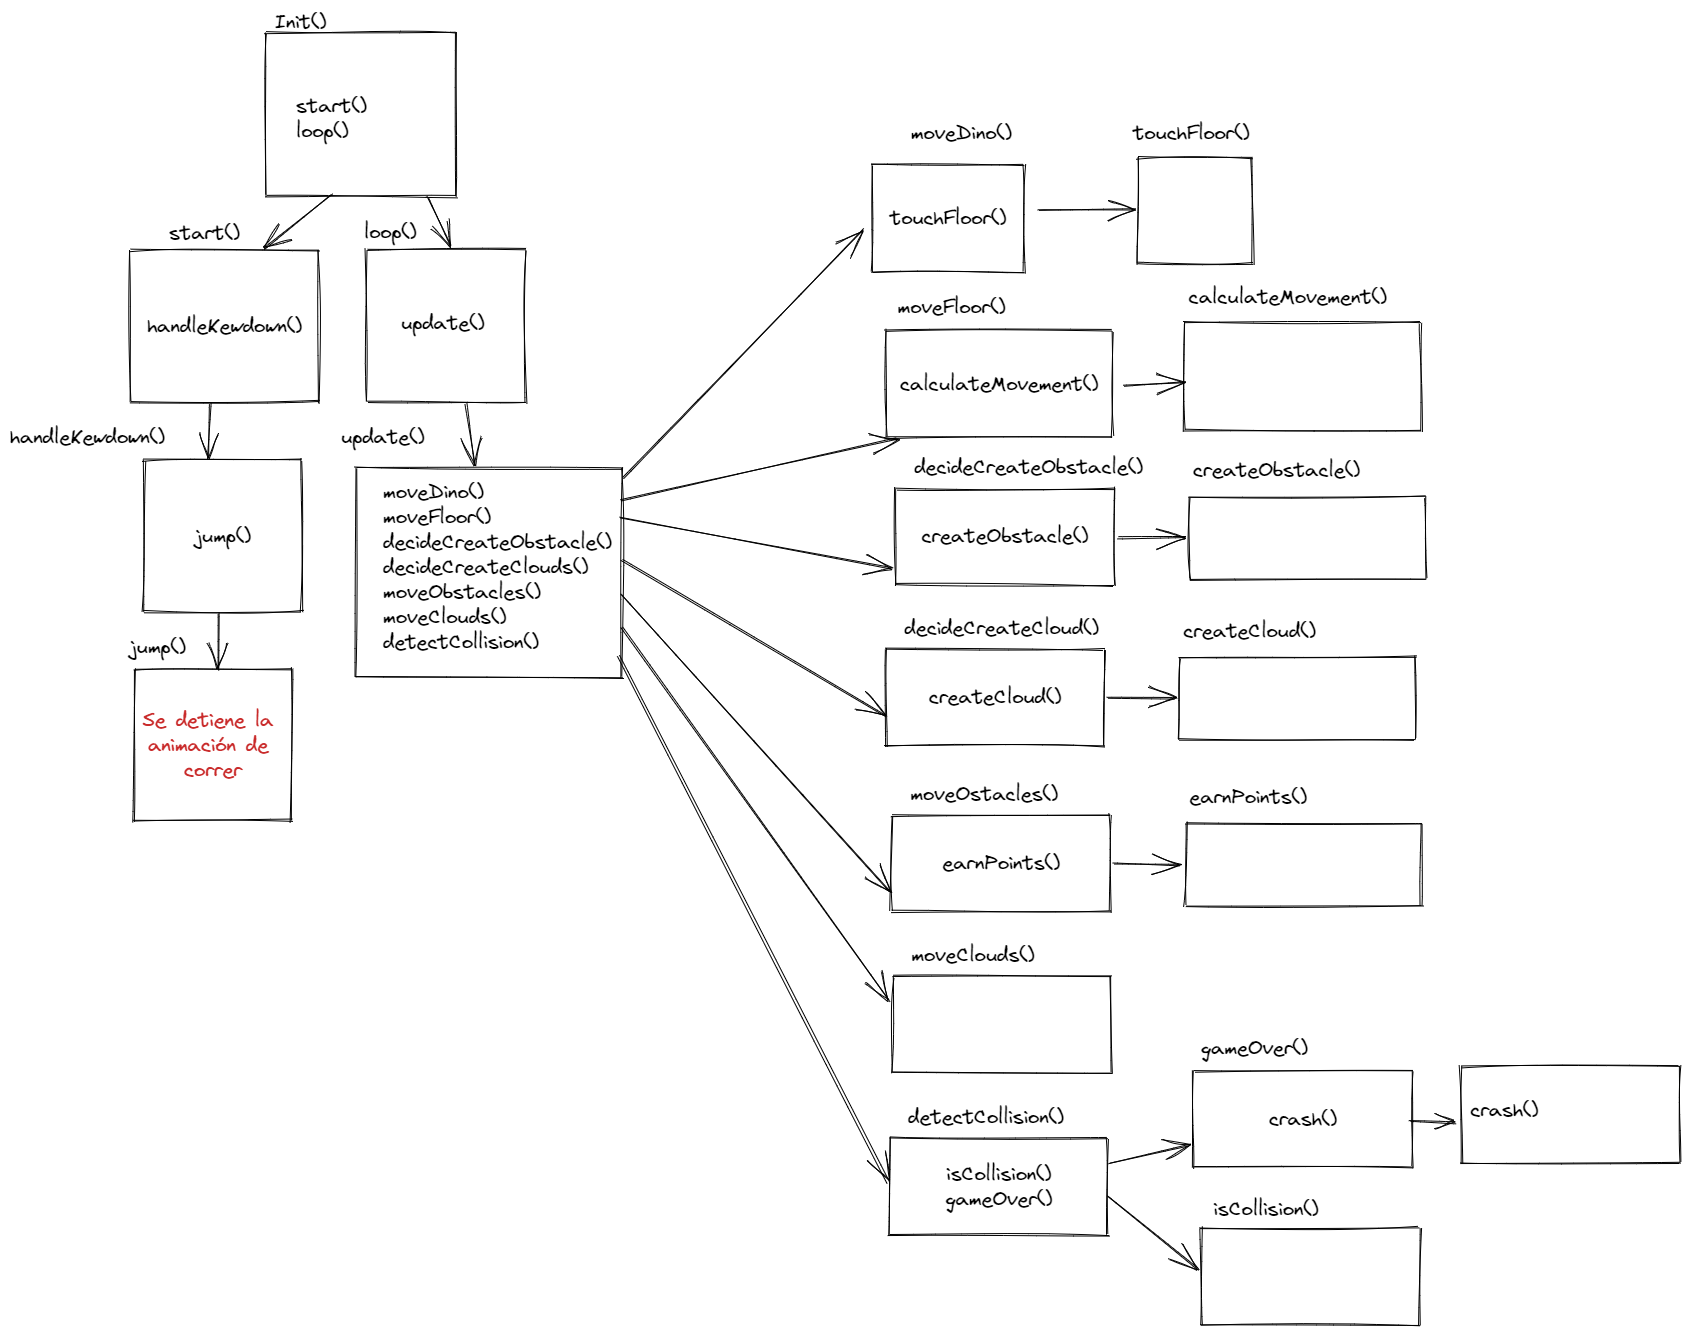 Init()
start()
loop()
start()
handleKewdown()
handleKewdown()
jump()
jump()
Se detiene la
animación de
correr
loop()
update()
update()
moveDino()
moveFloor()
decideCreateObstacle()
decideCreateClouds()
moveObstacles()
moveClouds()
detectCollision()
moveDino()
touchFloor()
touchFloor()
moveFloor()
calculateMovement()
calculateMovement()
decideCreateObstacle()
createObstacle()
createObstacle()
decideCreateCloud()
createCloud()
createCloud()
moveOstacles()
earnPoints()
earnPoints()
moveClouds()
detectCollision()
isCollision()
gameOver()
gameOver()
crash()
crash()
isCollision()